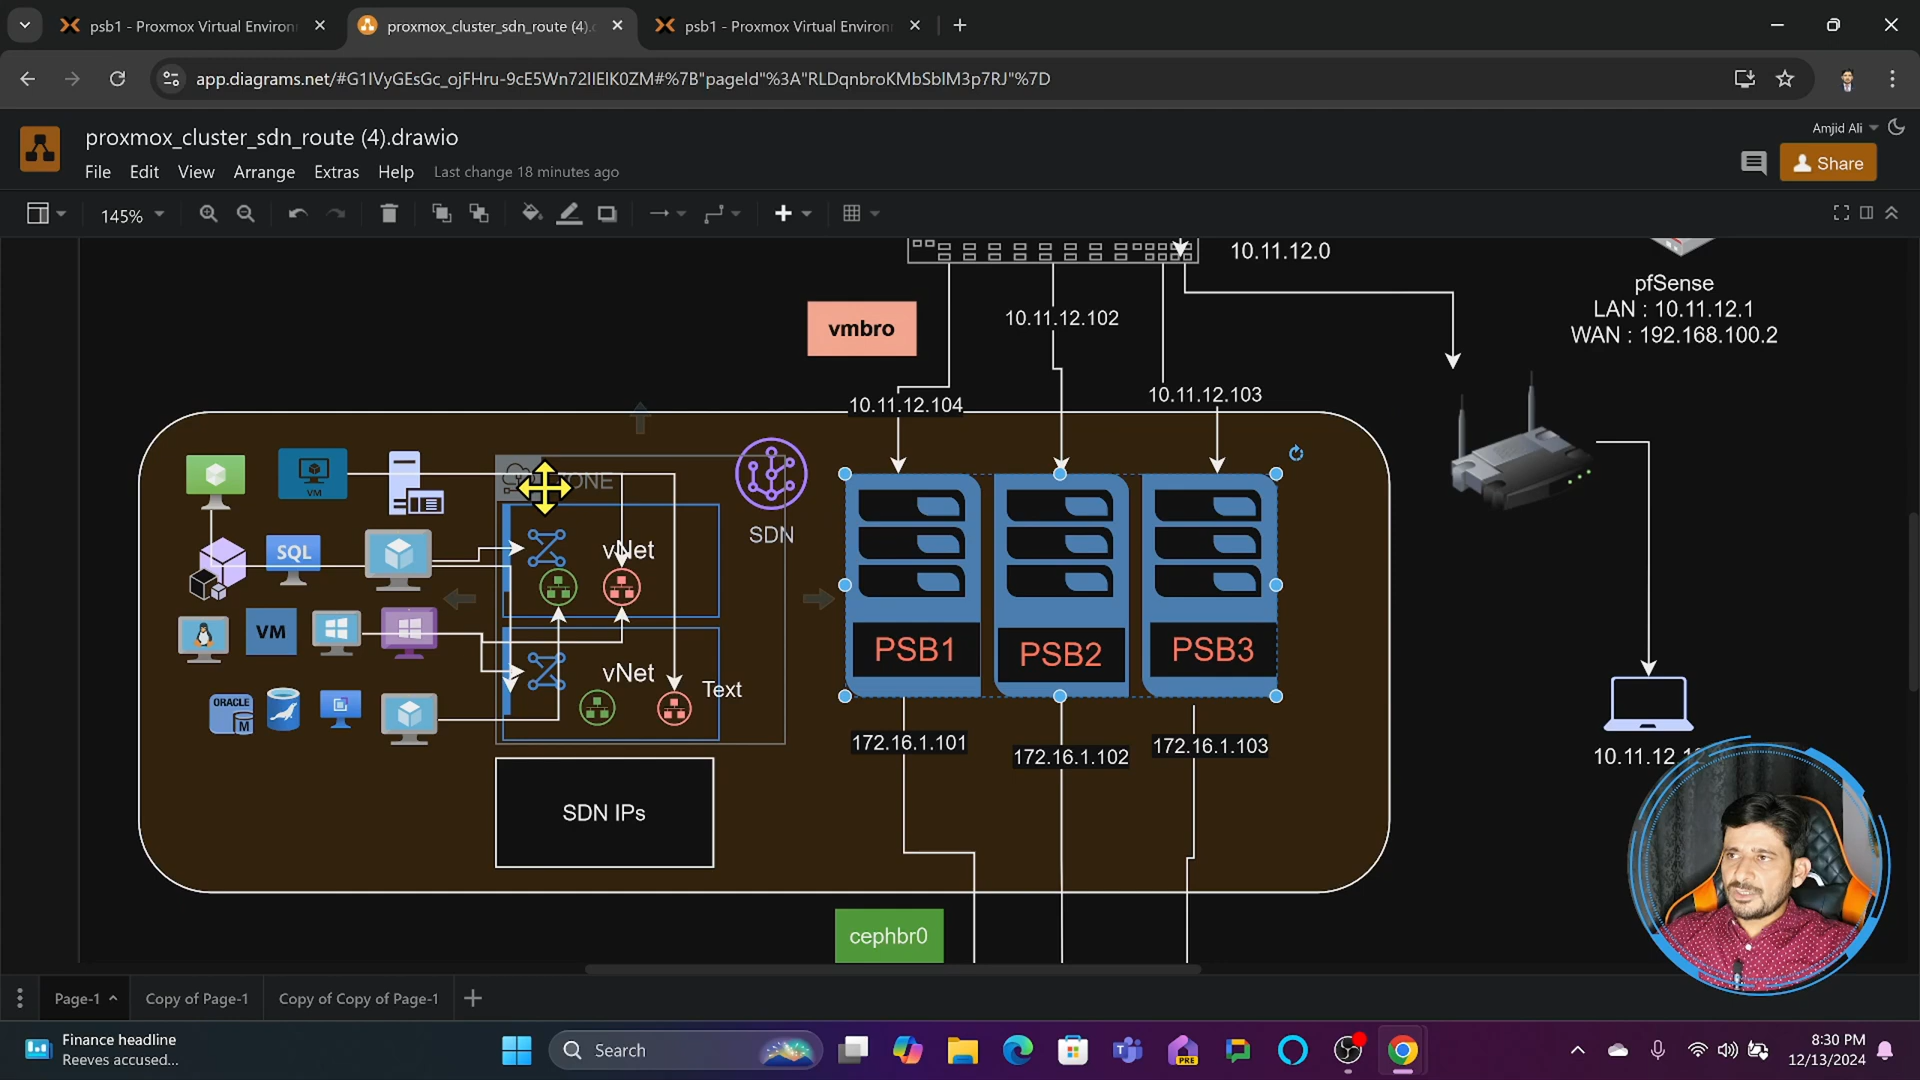 psb1 - Proxmox Virtual Environ
proxmox_cluster_sdn_route (4).
psb1 - Proxmox Virtual Environ
app.diagrams.net/#G1IVyGEsGc_ojFHru-9cE5Wn72IIEIK0ZM#%7B"pageId"%3A"RLDqnbroKMbSbIM3p7RJ"%7D
proxmox_cluster_sdn_route (4).drawio
Amjid Ali
File Edit View Arrange Extras Help Last change 18 minutes ago
Share
145%
10.11.12.0
pfSense
LAN : 10.11.12.1
WAN : 192.168.100.2
vmbro
10.11.12.102
10.11.12.104
10.11.12.103
VM
SDN
SQL
vNet
VM
vNet
Text
ORACLE
M
PSB1
PSB2
PSB3
172.16.1.101
172.16.1.102
172.16.1.103
SDN IPs
cephbr0
Page-1
Copy of Page-1
Copy of Copy of Page-1
Finance headline
Reeves accused...
Search
PRE
8:30 PM
12/13/2024